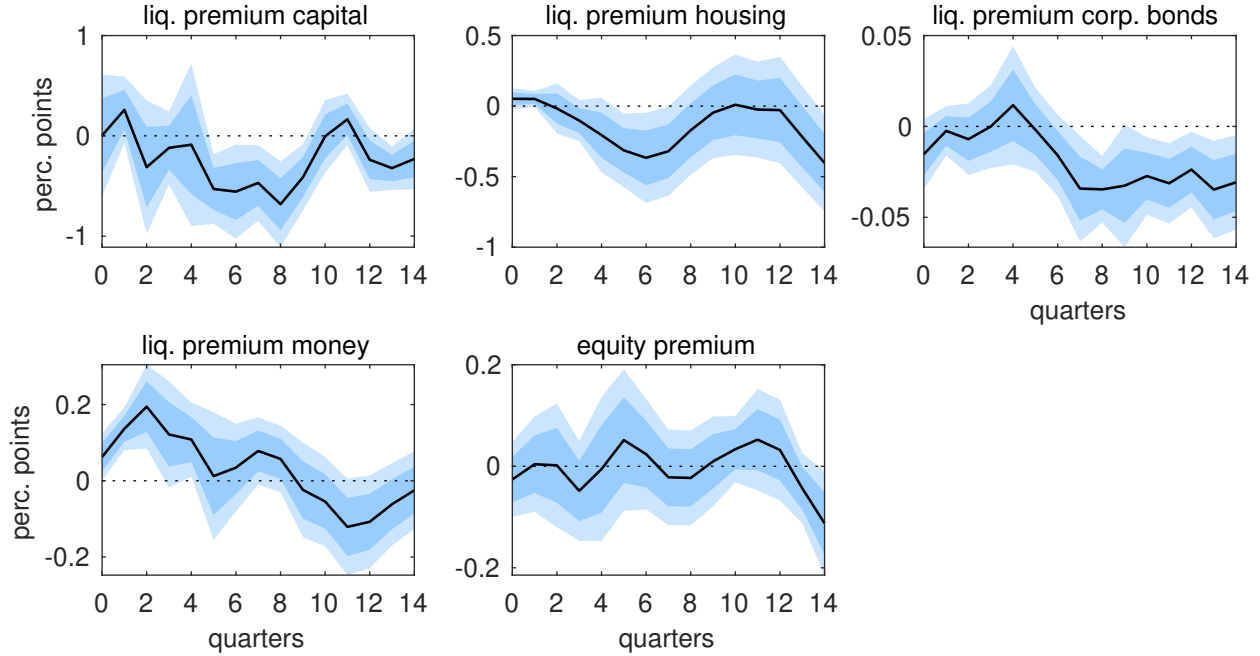 liq. premium capital
liq. premium housing
liq. premium corp. bonds
perc. points
1
0
-1
0 2 4 6 8 10 12 14
0.5
0
-0.5
-1
0 2 4 6 8 10 12 14
0.05
0
-0.05
0 2 4 6 8 10 12 14
quarters
liq. premium money
equity premium
perc. points
0.2
0
-0.2
0 2 4 6 8 10 12 14
quarters
0.2
0
-0.2
0 2 4 6 8 10 12 14
quarters